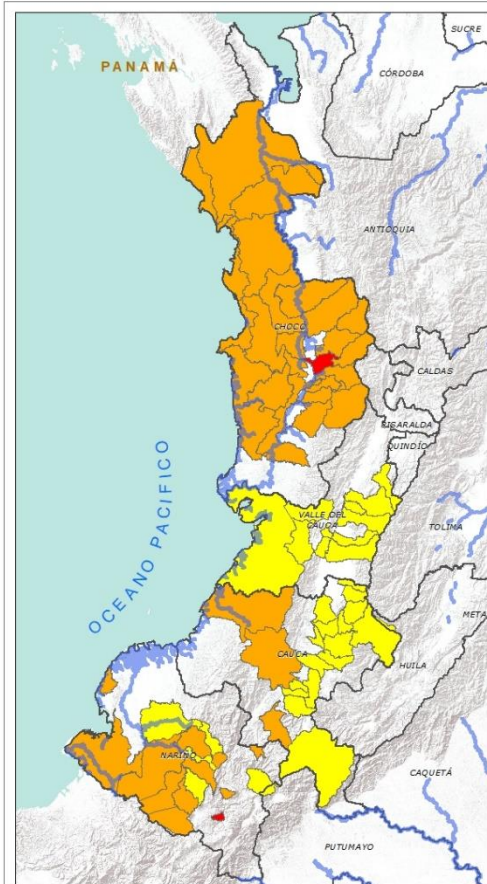 SUCRE
PANAMÁ
CÓRDOBA
ANTIOQUIA
CHOCÓ
CALDAS
RISARALDA
QUINDÍO
VALLE DEL
CAUCA
TOLIMA
OCEANO PACÍFICO
META
CAUCA
HUILA
NARIÑO
CAQUETÁ
PUTUMAYO